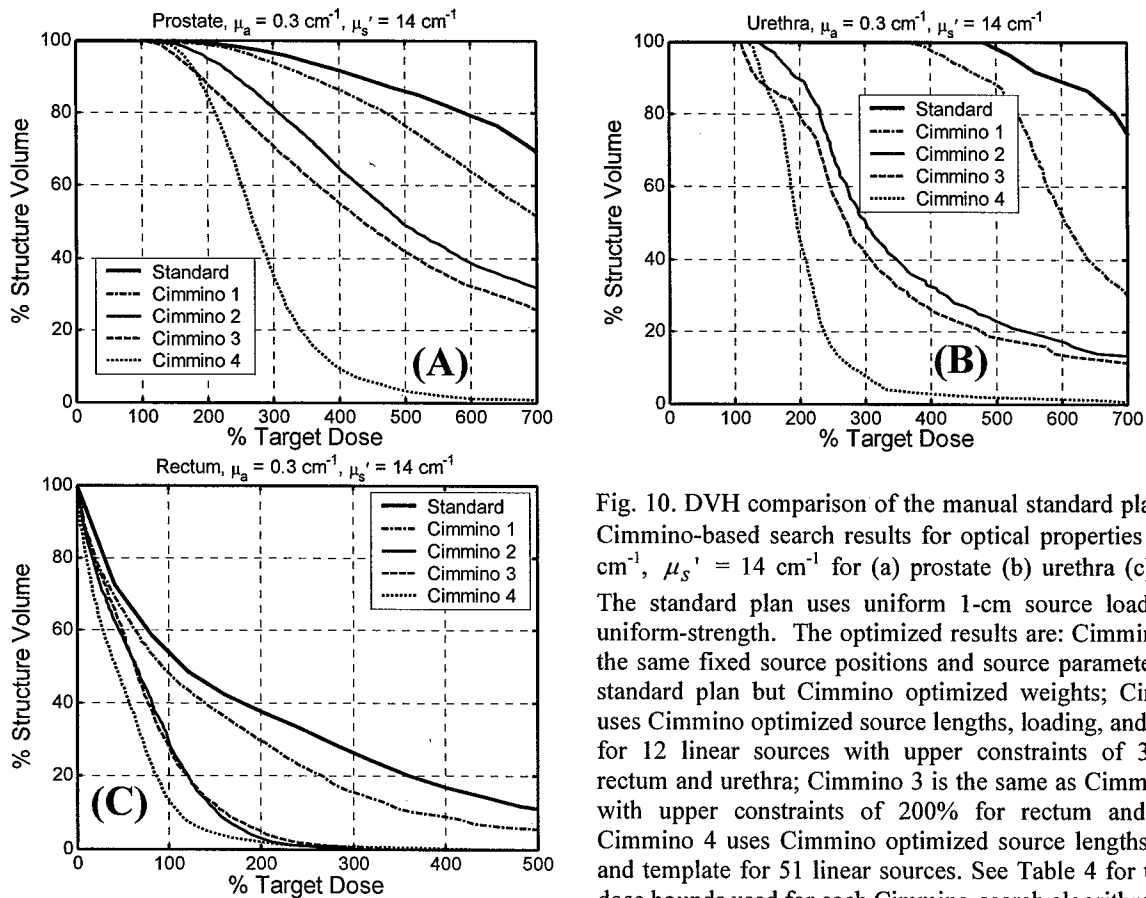 Prostate, μa = 0.3 cm-1, μs' = 14 cm-1
% Structure Volume
100
80
60
40
20
0
Standard
Cimmino 1
Cimmino 2
Cimmino 3
Cimmino 4
(A)
0 100 200 300 400 500 600 700
% Target Dose
Urethra, μa = 0.3 cm-1, μs' = 14 cm-1
% Structure Volume
100
80
60
40
20
0
Standard
Cimmino 1
Cimmino 2
Cimmino 3
Cimmino 4
(B)
0 100 200 300 400 500 600 700
% Target Dose
Rectum, μa = 0.3 cm-1, μs' = 14 cm-1
% Structure Volume
100
80
60
40
20
0
Standard
Cimmino 1
Cimmino 2
Cimmino 3
Cimmino 4
(C)
0 100 200 300 400 500
% Target Dose
Fig. 10. DVH comparison of the manual standard pla
Cimmino-based search results for optical properties
cm-1, μs' = 14 cm-1 for (a) prostate (b) urethra (c)
The standard plan uses uniform 1-cm source load
uniform-strength. The optimized results are: Cimmin
the same fixed source positions and source paramete
standard plan but Cimmino optimized weights; Ci
uses Cimmino optimized source lengths, loading, and
for 12 linear sources with upper constraints of 3
rectum and urethra; Cimmino 3 is the same as Cimm
with upper constraints of 200% for rectum and
Cimmino 4 uses Cimmino optimized source lengths
and template for 51 linear sources. See Table 4 for t
dose bounds used for each Cimmino search algorithm